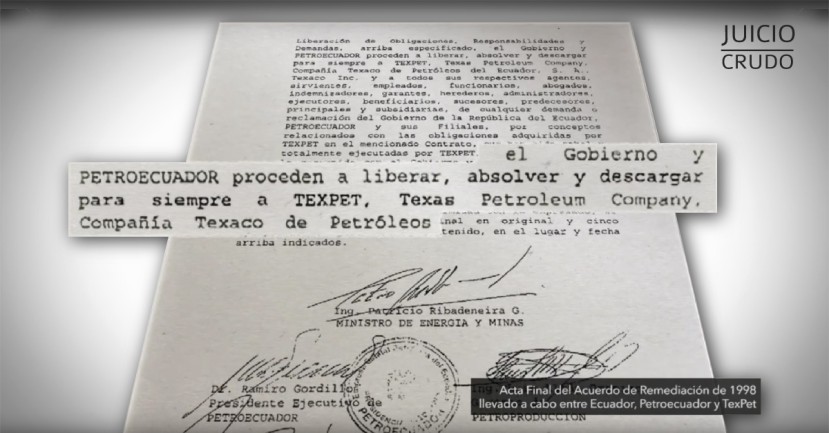 JUICIO
CRUDO
Liberación de Obligaciones, Responsabilidades y
Demandas, arriba especificado, el Gobierno y
PETROECUADOR proceden a liberar, absolver y descargar
para siempre a TEXPET, Texas Petroleum Company,
Compañía Texaco de Petróleos del Ecuador, S. A.,
Texaco Inc. y a todos sus respectivos agentes,
sirvientes, empleados, funcionarios, abogados,
indemnizadores, garantes, herederos, administradores,
ejecutores, beneficiarios, sucesores, predecesores,
principales y subsidiarias, de cualquier demanda o
reclamación del Gobierno de la República del Ecuador,
PETROECUADOR y sus Filiales, por conceptos
relacionados con las obligaciones adquiridas por
TEXPET en el mencionado Contrato,
totalmente ejecutadas por TEXPET
el Gobierno y
PETROECUADOR proceden a liberar, absolver y descargar
para siempre a TEXPET, Texas Petroleum Company,
Compañía Texaco de Petróleos
en original y cinco
tenido, en el lugar y fecha
arriba indicados.
Ing. Patricio Ribadeneira G.
MINISTRO DE ENERGIA Y MINAS
Dr. Ramiro Gordillo
Presidente Ejecutivo de
PETROECUADOR
PETROECUADOR
Ing.
PETROPRODUCCION
Acta Final del Acuerdo de Remediación de 1998
llevado a cabo entre Ecuador, Petroecuador y TexPet